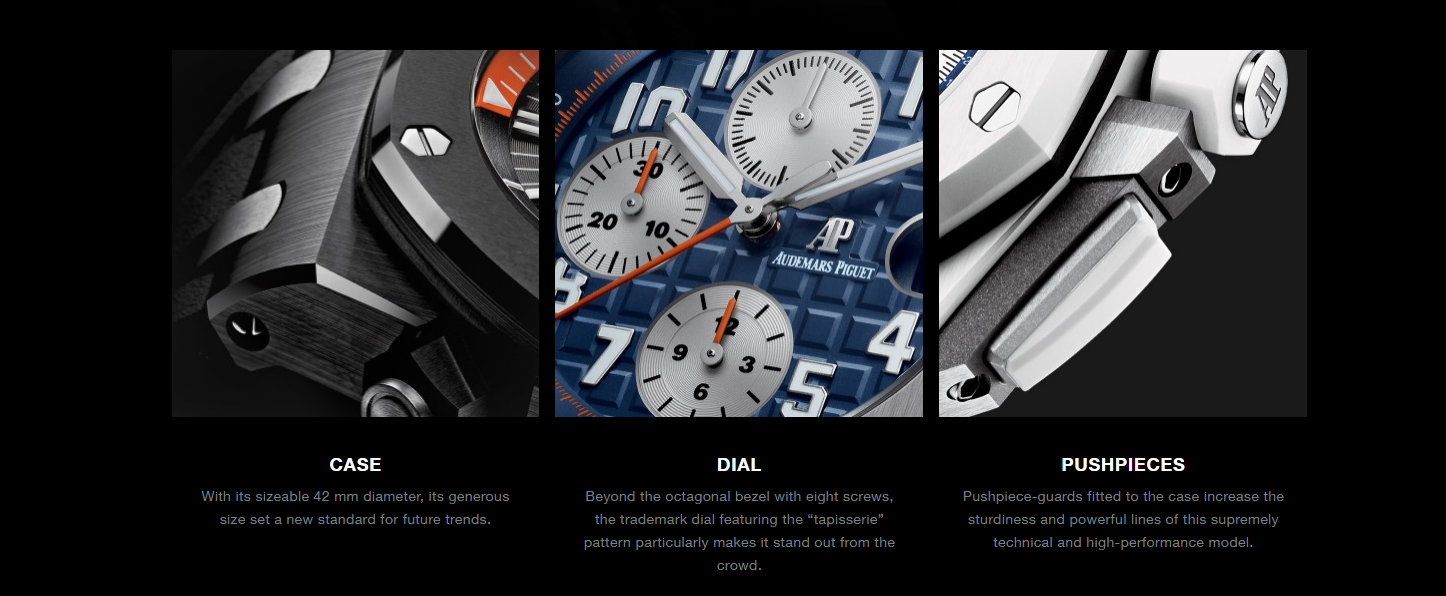 10
30
20
10
AP
AUDEMARS PIGUET
8
7
12
9
3
6
4
5
AP
CASE
With its sizeable 42 mm diameter, its generous
size set a new standard for future trends.
DIAL
Beyond the octagonal bezel with eight screws,
the trademark dial featuring the “tapisserie”
pattern particularly makes it stand out from the
crowd.
PUSHPIECES
Pushpiece-guards fitted to the case increase the
sturdiness and powerful lines of this supremely
technical and high-performance model.